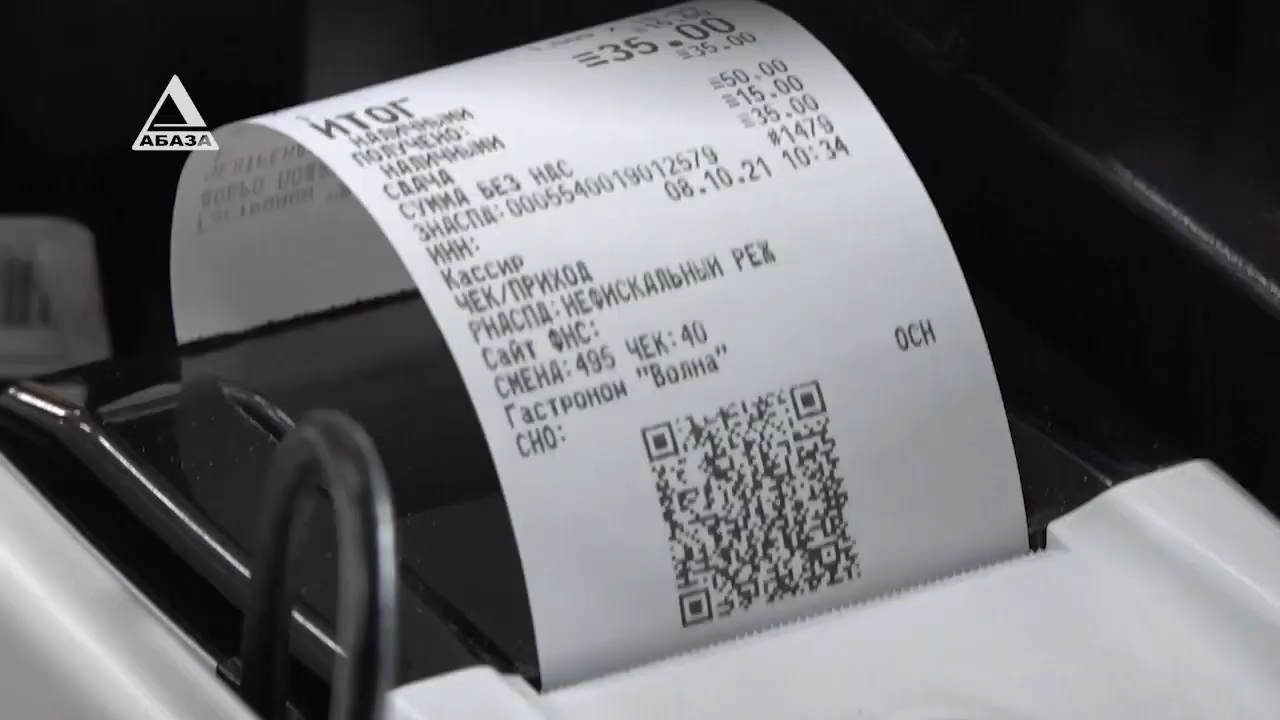 АБАЗА
ИТОГ ≡35.00
НАЛИЧНЫМИ ≡35.00
ПОЛУЧЕНО:
НАЛИЧНЫМИ ≡50.00
СДАЧА ≡15.00
СУММА БЕЗ НДС ≡35.00
ЗНАСПД:0005540019012579 #1479
ИНН: 08.10.21 10:34
Кассир
ЧЕК/ПРИХОД
РНАСПД:НЕФИСКАЛЬНЫЙ РЕЖ
Сайт ФНС:
СМЕНА:495 ЧЕК:40
Гастроном "Волна"
СНО: ОСН